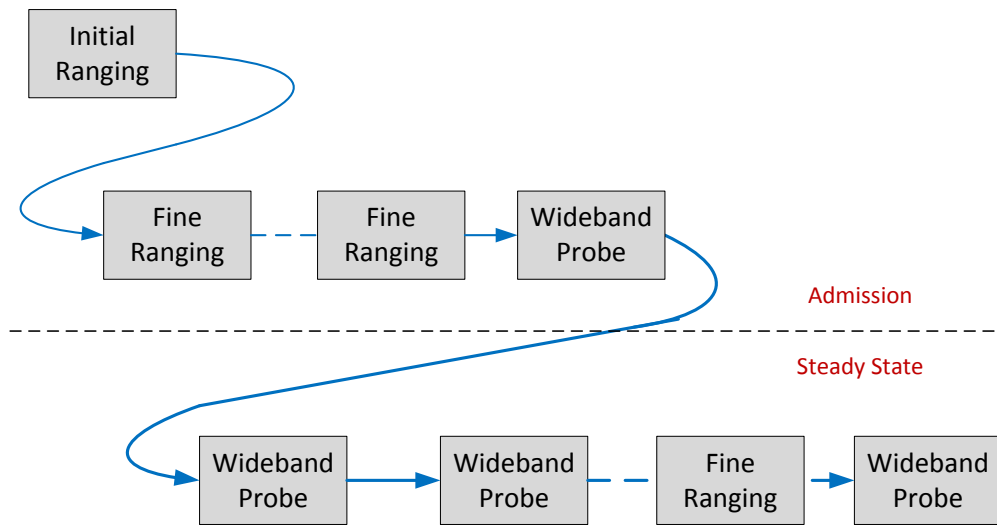 Initial
Ranging
Fine
Ranging
Fine
Ranging
Wideband
Probe
Admission
Steady State
Wideband
Probe
Wideband
Probe
Fine
Ranging
Wideband
Probe